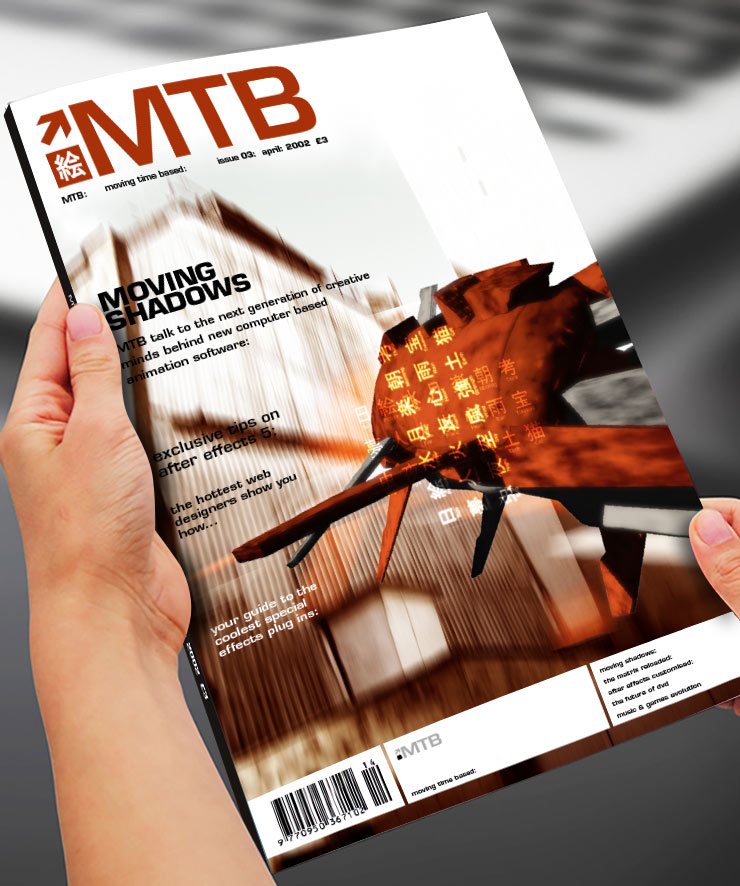 MTB
絵
MTB: moving time based: issue 03: april: 2002 £3
MOVING
SHADOWS
MTB talk to the next generation of creative
minds behind new computer based
animation software:
exclusive tips on
after effects 5:
the hottest web
designers show you
how...
your guide to the
coolest special
effects plug ins:
2002 £3
moving shadows:
the matrix reloaded:
after effects customised:
the future of dvd
music & games evolution
MTB
moving time based:
14
9 770950 367102